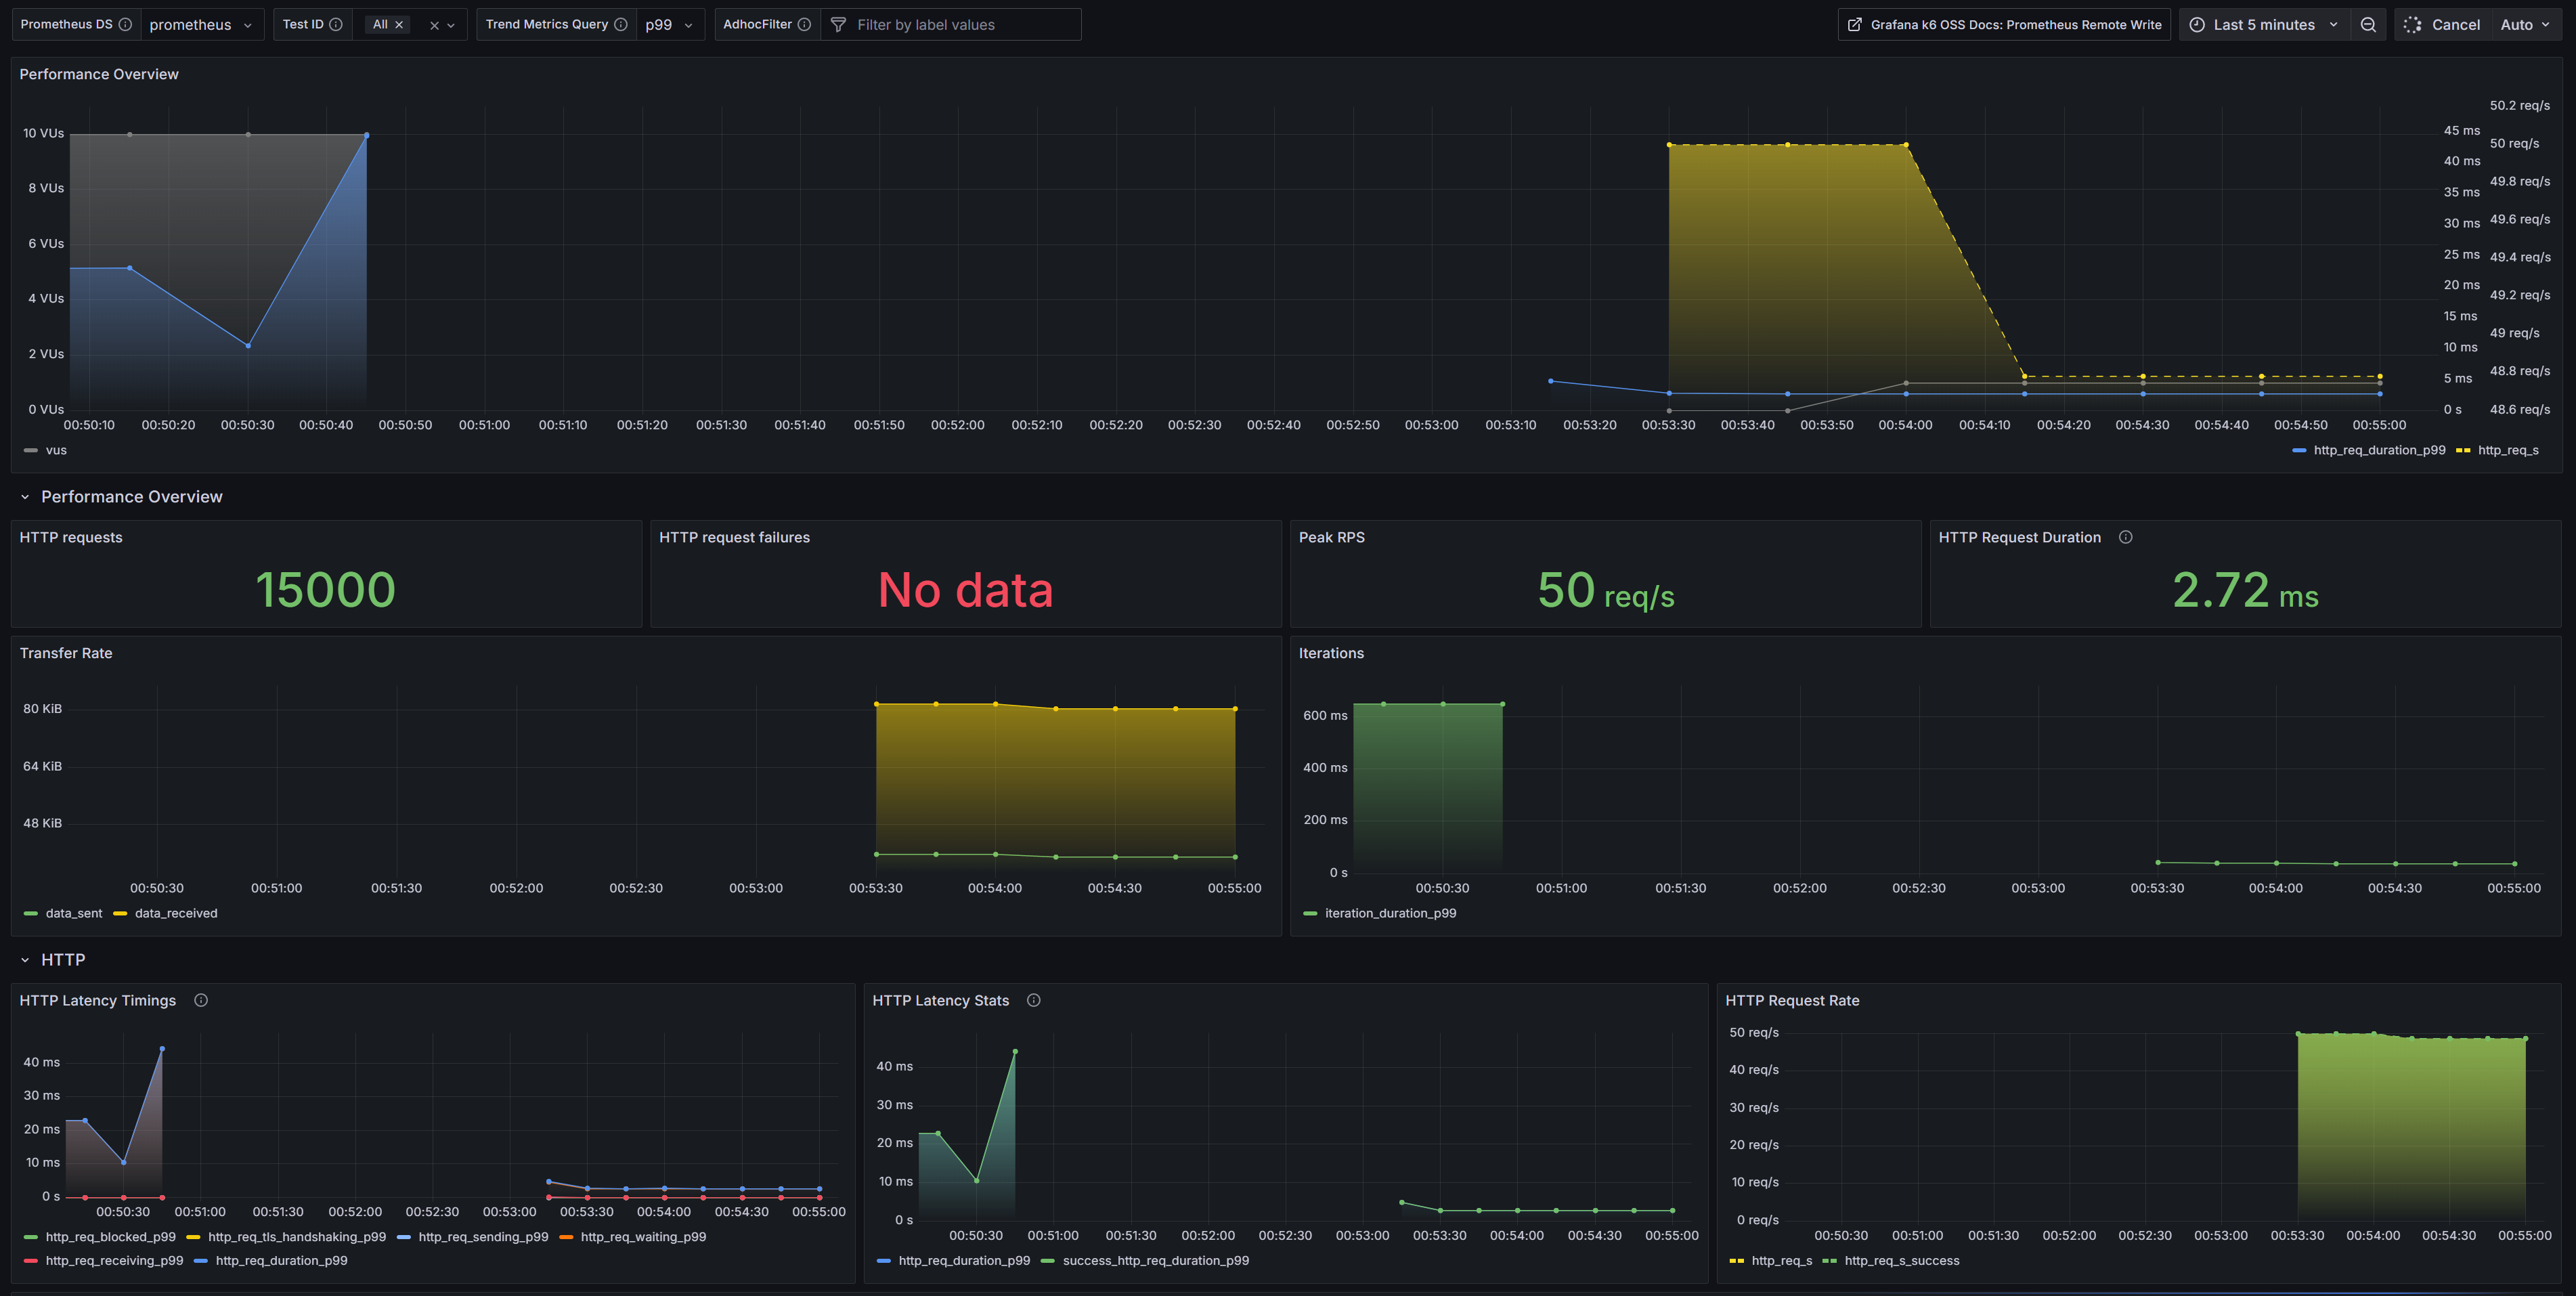 Prometheus DS prometheus Test ID All Trend Metrics Query p99 AdhocFilter Filter by label values Grafana k6 OSS Docs: Prometheus Remote Write Last 5 minutes Cancel Auto
Performance Overview
50.2 req/s
10 VUs 45 ms 50 req/s
40 ms
8 VUs 35 ms 49.8 req/s
6 VUs 30 ms 49.6 req/s
25 ms 49.4 req/s
4 VUs 20 ms 49.2 req/s
15 ms 49 req/s
2 VUs 10 ms
5 ms 48.8 req/s
0 VUs 0 s 48.6 req/s
00:50:10 00:50:20 00:50:30 00:50:40 00:50:50 00:51:00 00:51:10 00:51:20 00:51:30 00:51:40 00:51:50 00:52:00 00:52:10 00:52:20 00:52:30 00:52:40 00:52:50 00:53:00 00:53:10 00:53:20 00:53:30 00:53:40 00:53:50 00:54:00 00:54:10 00:54:20 00:54:30 00:54:40 00:54:50 00:55:00
vus http_req_duration_p99 http_req_s
Performance Overview
HTTP requests
15000
HTTP request failures
No data
Peak RPS
50 req/s
HTTP Request Duration
2.72 ms
Transfer Rate
80 KiB
64 KiB
48 KiB
00:50:30 00:51:00 00:51:30 00:52:00 00:52:30 00:53:00 00:53:30 00:54:00 00:54:30 00:55:00
data_sent data_received
Iterations
600 ms
400 ms
200 ms
0 s
00:50:30 00:51:00 00:51:30 00:52:00 00:52:30 00:53:00 00:53:30 00:54:00 00:54:30 00:55:00
iteration_duration_p99
HTTP
HTTP Latency Timings
40 ms
30 ms
20 ms
10 ms
0 s
00:50:30 00:51:00 00:51:30 00:52:00 00:52:30 00:53:00 00:53:30 00:54:00 00:54:30 00:55:00
http_req_blocked_p99 http_req_tls_handshaking_p99 http_req_sending_p99 http_req_waiting_p99
http_req_receiving_p99 http_req_duration_p99
HTTP Latency Stats
40 ms
30 ms
20 ms
10 ms
0 s
00:50:30 00:51:00 00:51:30 00:52:00 00:52:30 00:53:00 00:53:30 00:54:00 00:54:30 00:55:00
http_req_duration_p99 success_http_req_duration_p99
HTTP Request Rate
50 req/s
40 req/s
30 req/s
20 req/s
10 req/s
0 req/s
00:50:30 00:51:00 00:51:30 00:52:00 00:52:30 00:53:00 00:53:30 00:54:00 00:54:30 00:55:00
http_req_s http_req_s_success